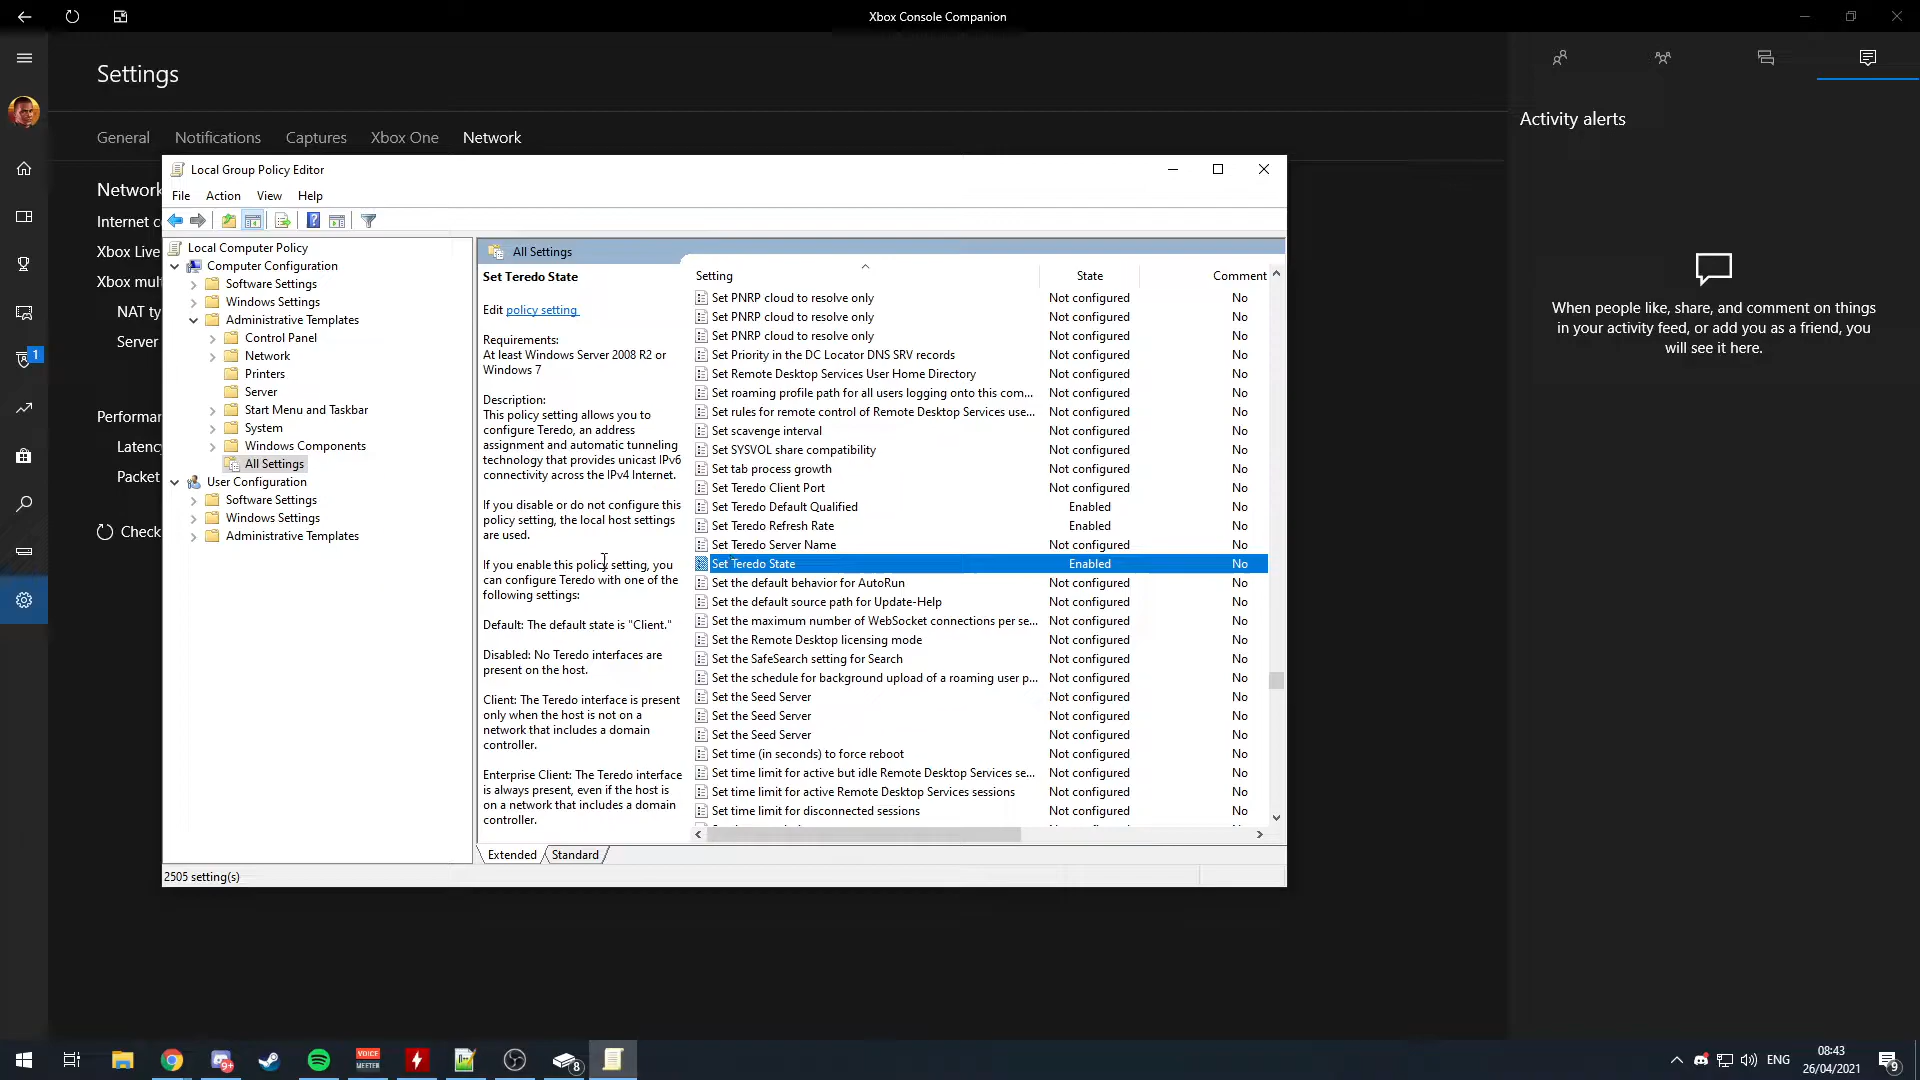 Xbox Console Companion
Settings
General
Notifications
Captures
Xbox One
Network
Network
Internet c
Xbox Live
Xbox mul
NAT ty
Server
Performan
Latency
Packet
Check
1
Activity alerts
When people like, share, and comment on things
in your activity feed, or add you as a friend, you
will see it here.
Local Group Policy Editor
File
Action
View
Help
Local Computer Policy
Computer Configuration
Software Settings
Windows Settings
Administrative Templates
Control Panel
Network
Printers
Server
Start Menu and Taskbar
System
Windows Components
All Settings
User Configuration
Software Settings
Windows Settings
Administrative Templates
All Settings
Set Teredo State
Edit policy setting
Requirements:
At least Windows Server 2008 R2 or
Windows 7
Description:
This policy setting allows you to
configure Teredo, an address
assignment and automatic tunneling
technology that provides unicast IPv6
connectivity across the IPv4 Internet.
If you disable or do not configure this
policy setting, the local host settings
are used.
If you enable this policy setting, you
can configure Teredo with one of the
following settings:
Default: The default state is "Client."
Disabled: No Teredo interfaces are
present on the host.
Client: The Teredo interface is present
only when the host is not on a
network that includes a domain
controller.
Enterprise Client: The Teredo interface
is always present, even if the host is
on a network that includes a domain
controller.
Setting State Comment
Set PNRP cloud to resolve only Not configured No
Set PNRP cloud to resolve only Not configured No
Set PNRP cloud to resolve only Not configured No
Set Priority in the DC Locator DNS SRV records Not configured No
Set Remote Desktop Services User Home Directory Not configured No
Set roaming profile path for all users logging onto this com... Not configured No
Set rules for remote control of Remote Desktop Services use... Not configured No
Set scavenge interval Not configured No
Set SYSVOL share compatibility Not configured No
Set tab process growth Not configured No
Set Teredo Client Port Not configured No
Set Teredo Default Qualified Enabled No
Set Teredo Refresh Rate Enabled No
Set Teredo Server Name Not configured No
Set Teredo State Enabled No
Set the default behavior for AutoRun Not configured No
Set the default source path for Update-Help Not configured No
Set the maximum number of WebSocket connections per se... Not configured No
Set the Remote Desktop licensing mode Not configured No
Set the SafeSearch setting for Search Not configured No
Set the schedule for background upload of a roaming user p... Not configured No
Set the Seed Server Not configured No
Set the Seed Server Not configured No
Set the Seed Server Not configured No
Set time (in seconds) to force reboot Not configured No
Set time limit for active but idle Remote Desktop Services se... Not configured No
Set time limit for active Remote Desktop Services sessions Not configured No
Set time limit for disconnected sessions Not configured No
Extended
Standard
2505 setting(s)
9+
VOICE
MEETER
8
ENG
08:43
26/04/2021
9